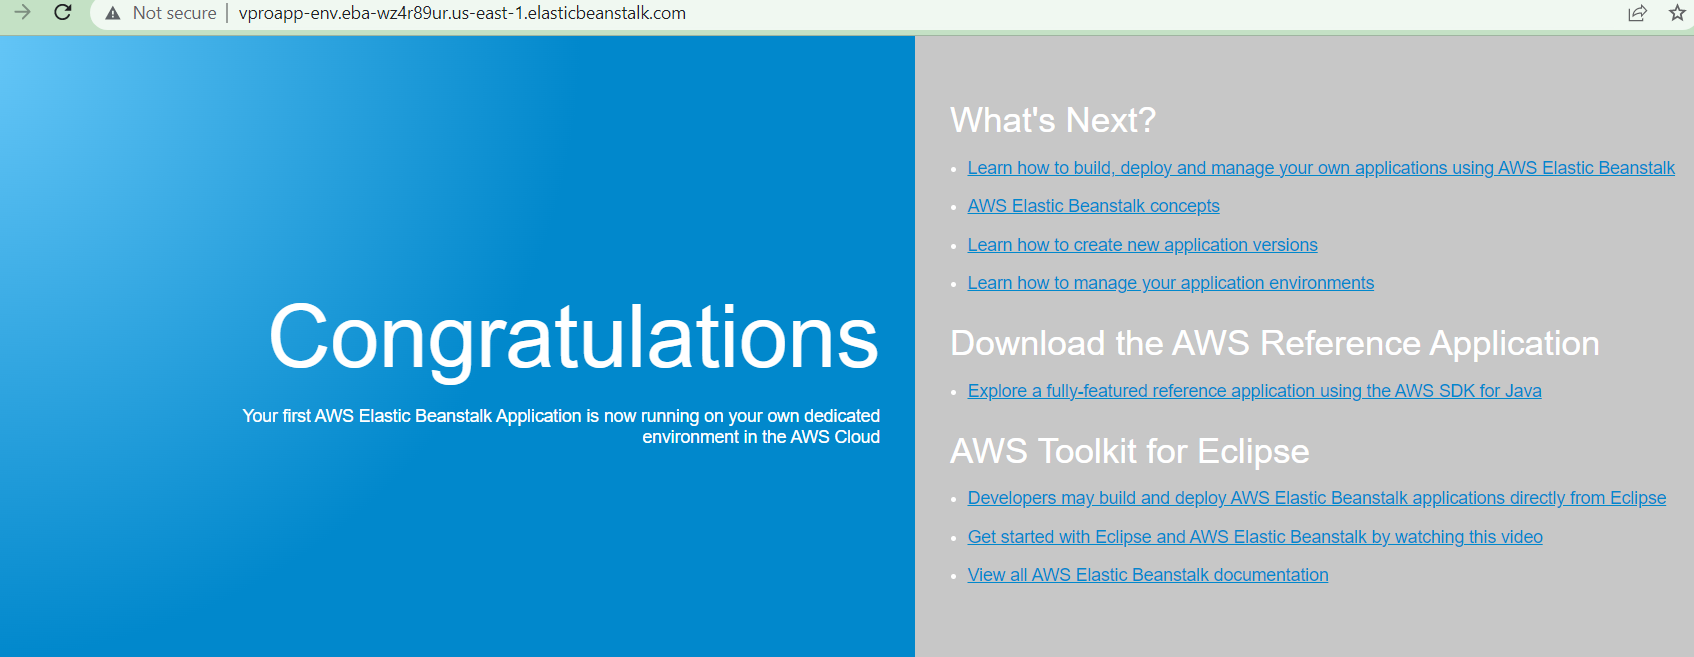 Not secure | vproapp-env.eba-wz4r89ur.us-east-1.elasticbeanstalk.com
Congratulations
Your first AWS Elastic Beanstalk Application is now running on your own dedicated
environment in the AWS Cloud
What's Next?
Learn how to build, deploy and manage your own applications using AWS Elastic Beanstalk
AWS Elastic Beanstalk concepts
Learn how to create new application versions
Learn how to manage your application environments
Download the AWS Reference Application
Explore a fully-featured reference application using the AWS SDK for Java
AWS Toolkit for Eclipse
Developers may build and deploy AWS Elastic Beanstalk applications directly from Eclipse
Get started with Eclipse and AWS Elastic Beanstalk by watching this video
View all AWS Elastic Beanstalk documentation